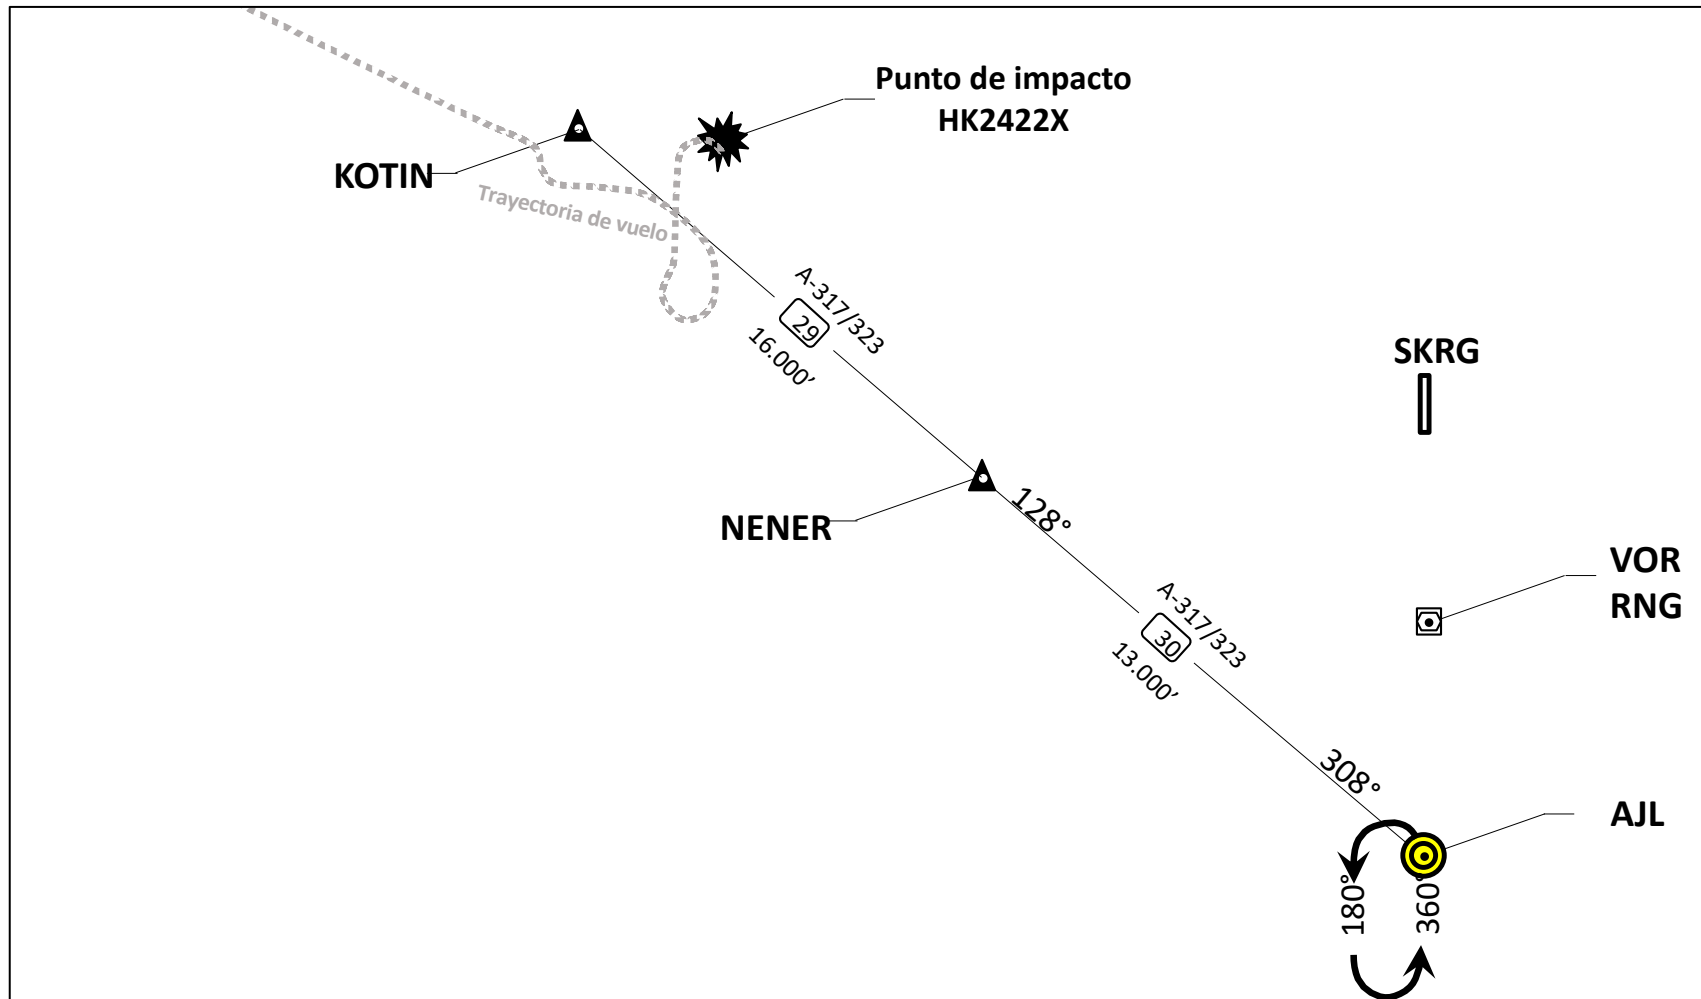 Punto de impacto
HK2422X
KOTIN
Trayectoria de vuelo
A-317/323
29
16.000’
SKRG
NENER
128°
VOR
RNG
A-317/323
30
13.000’
308°
AJL
180°
360°